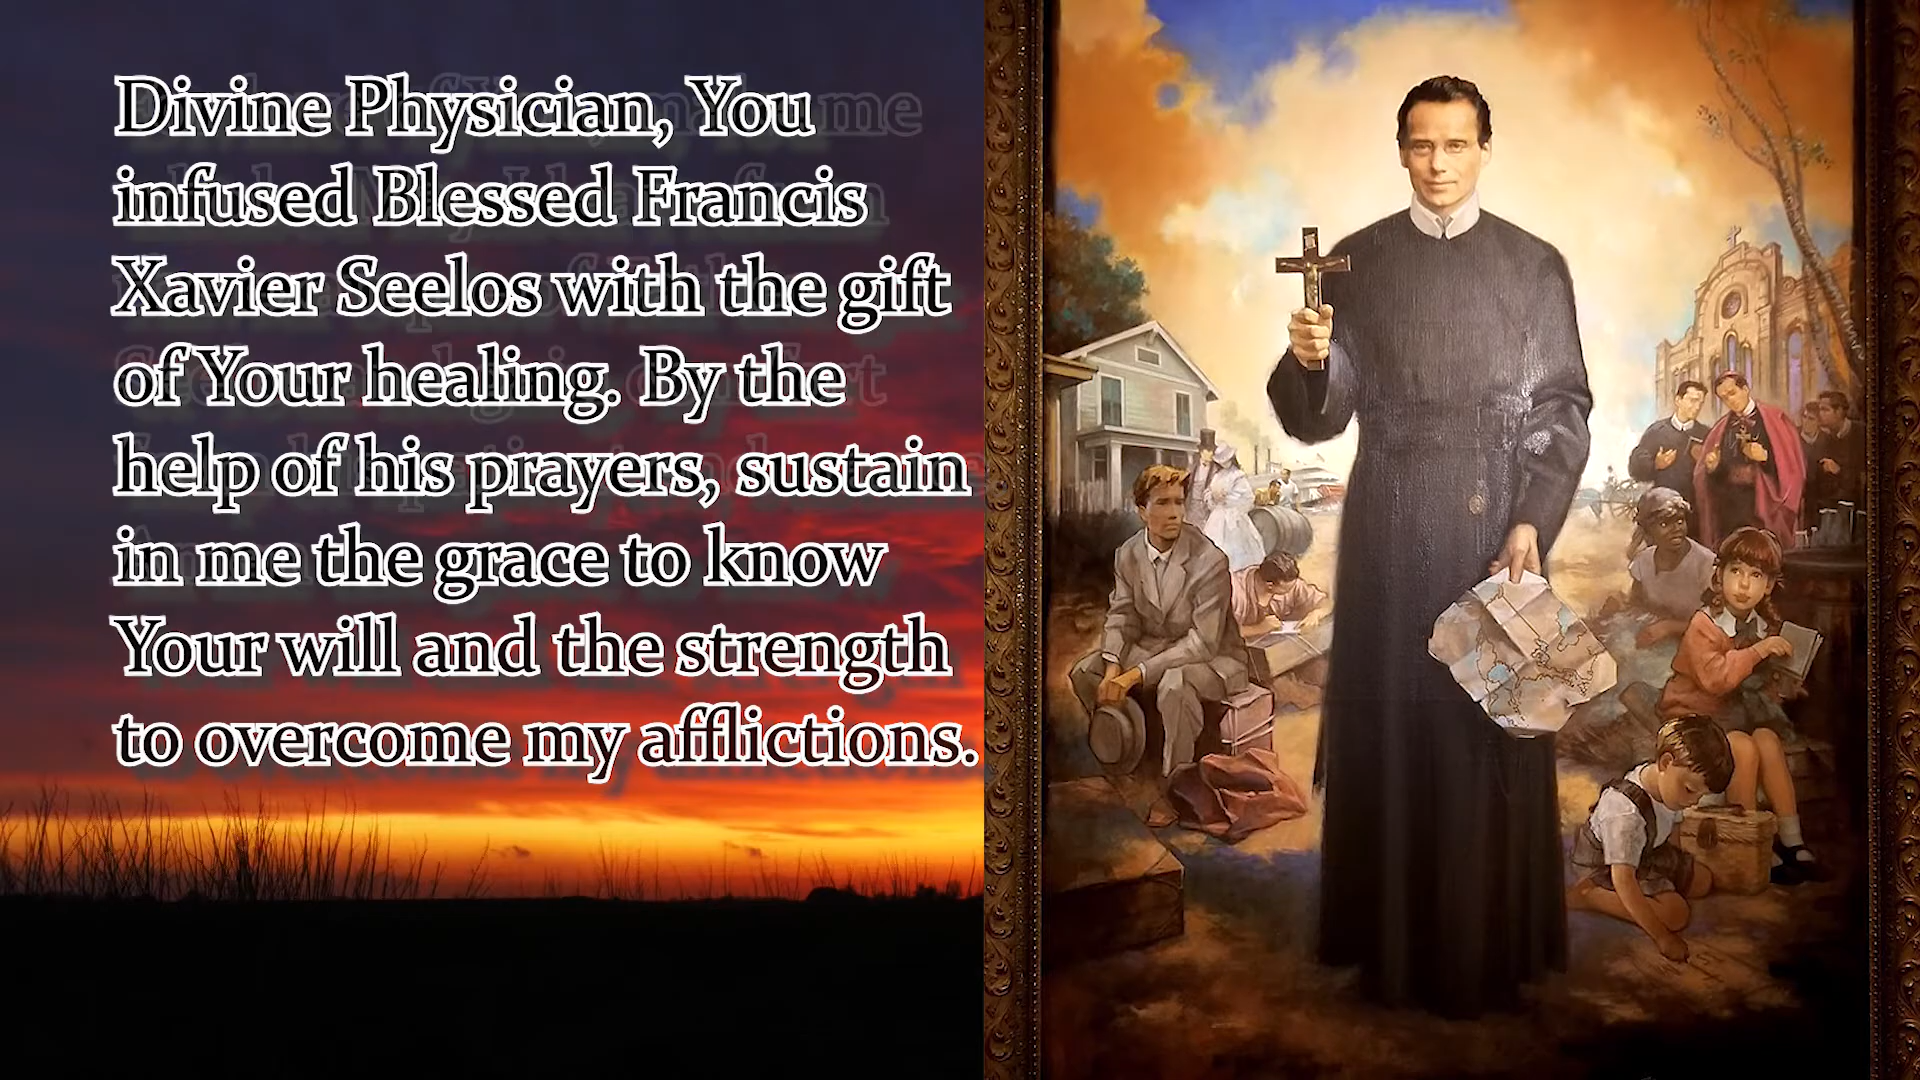 Divine Physician, You
infused Blessed Francis
Xavier Seelos with the gift
of Your healing. By the
help of his prayers, sustain
in me the grace to know
Your will and the strength
to overcome my afflictions.